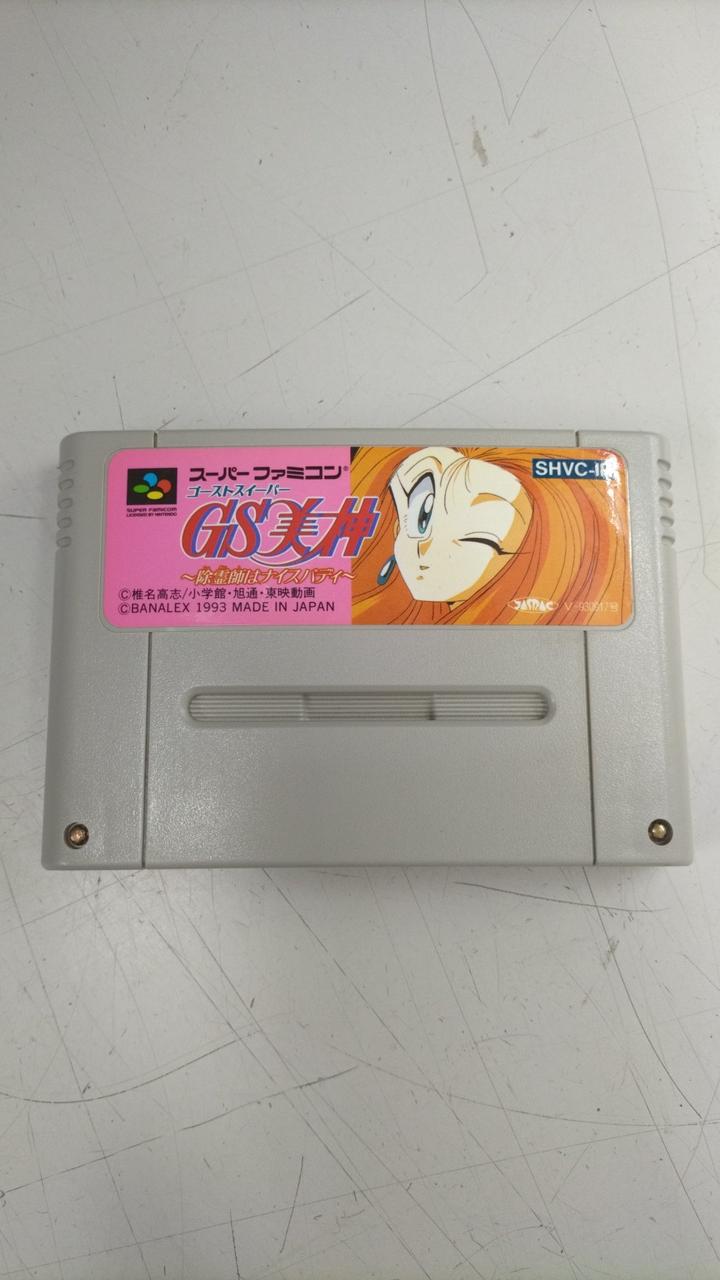 スーパーファミコン®
ゴーストスイーパー
GS美神
〜除霊師はナイスバディ〜
SUPER FAMICOM
LICENSED BY NINTENDO
©椎名高志/小学館・旭通・東映動画
©BANALEX 1993 MADE IN JAPAN
SHVC-
JASRAC